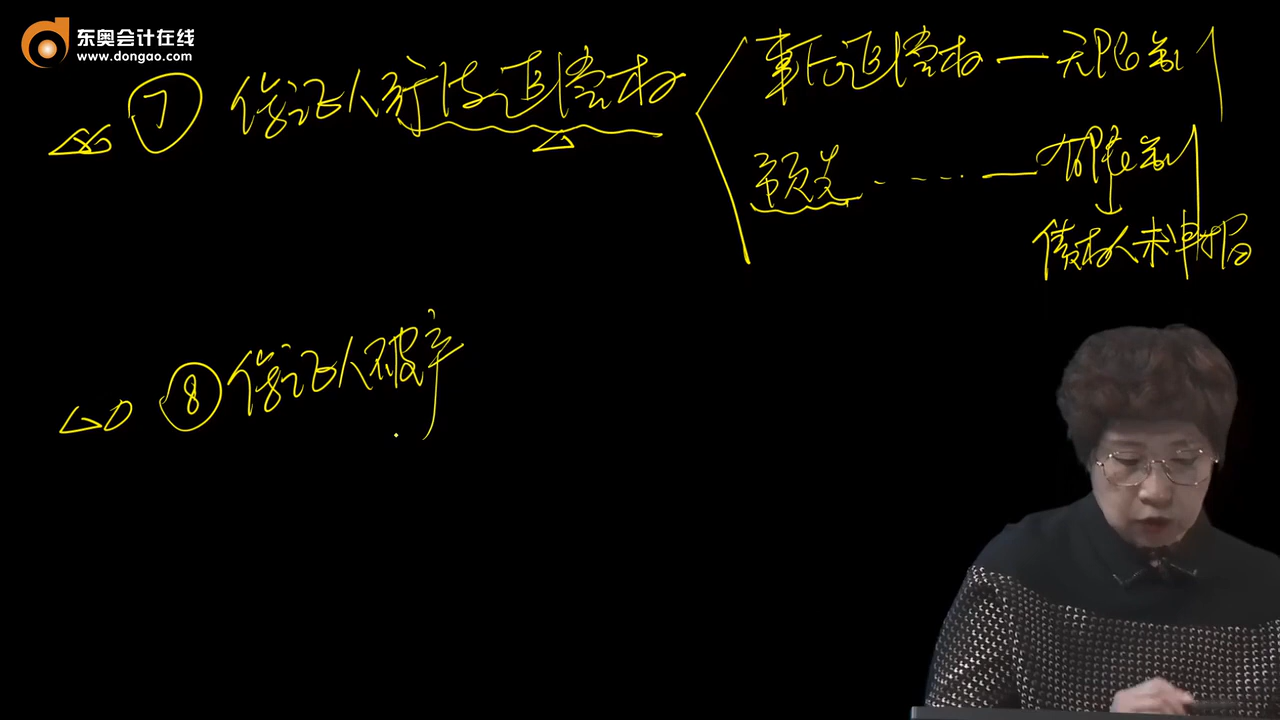 东奥会计在线
www.dongao.com
⑦ 保证人行使追偿权
事后追偿权 — 无限制
预先 …… — 有限制
债权人未申报
⑧ 保证人破产